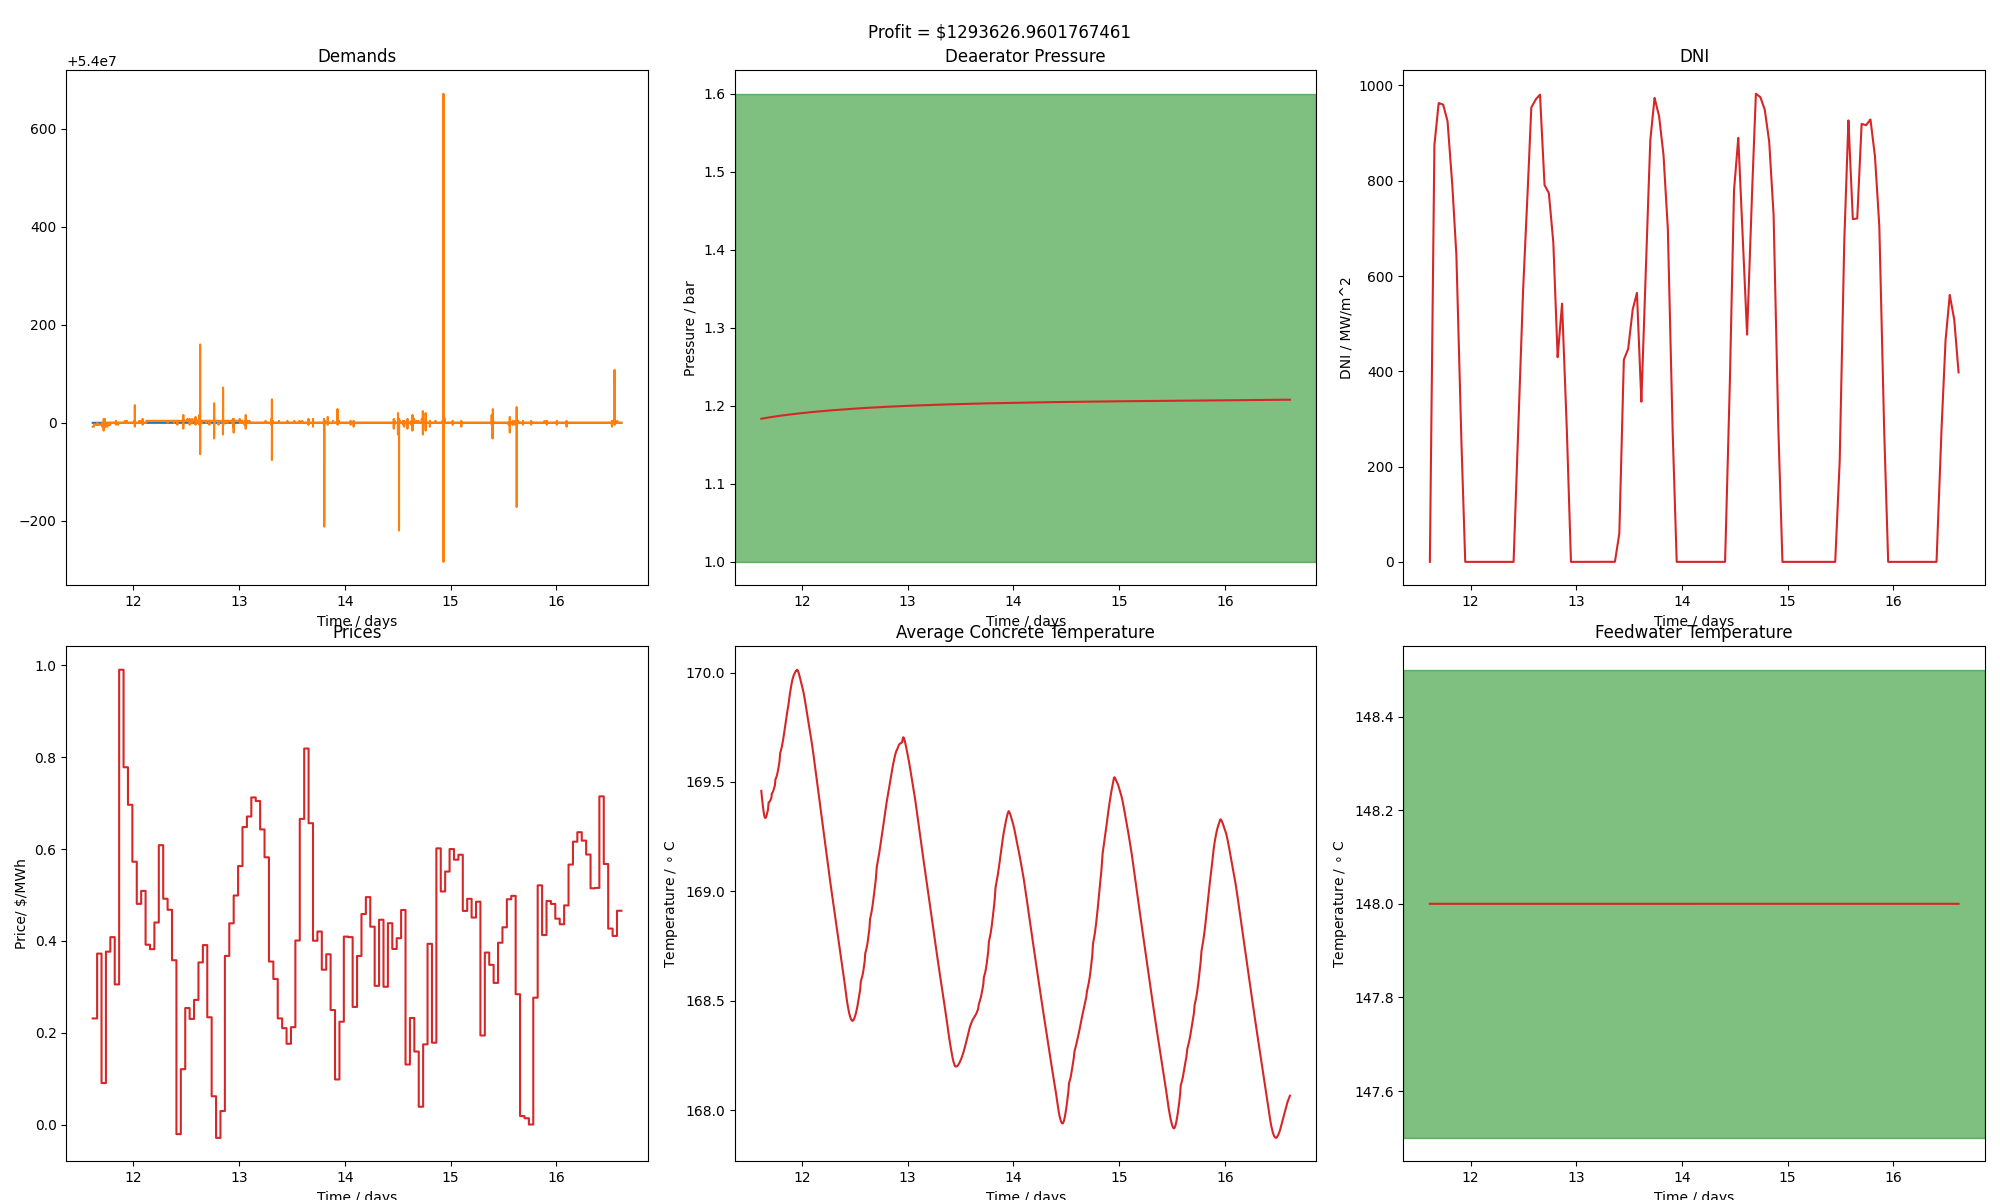 Profit = $1293626.9601767461
Demands
+5.4e7
600
400
200
0
−200
12 13 14 15 16
Time / days
Deaerator Pressure
Pressure / bar
1.6
1.5
1.4
1.3
1.2
1.1
1.0
12 13 14 15 16
Time / days
DNI
DNI / MW/m^2
1000
800
600
400
200
0
12 13 14 15 16
Time / days
Prices
Price/ $/MWh
1.0
0.8
0.6
0.4
0.2
0.0
12 13 14 15 16
Time / days
Average Concrete Temperature
Temperature / ∘ C
170.0
169.5
169.0
168.5
168.0
12 13 14 15 16
Time / days
Feedwater Temperature
Temperature / ∘ C
148.4
148.2
148.0
147.8
147.6
12 13 14 15 16
Time / days